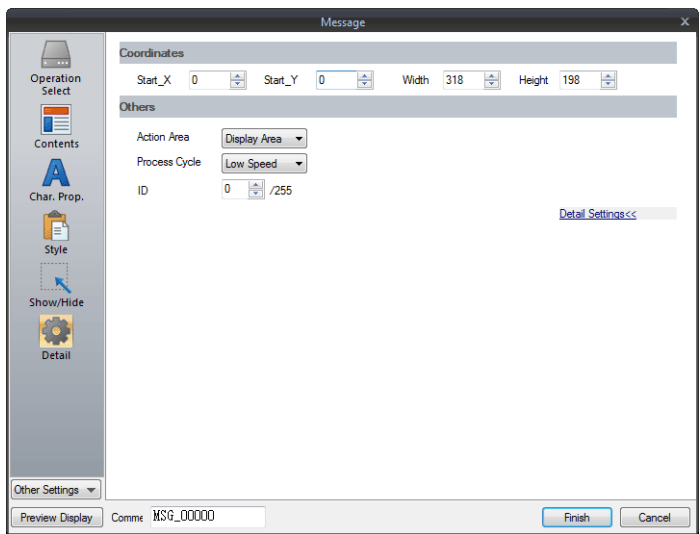 Message X
Operation
Select
Contents
Char. Prop.
Style
Show/Hide
Detail
Other Settings
Coordinates
Start_X 0 Start_Y 0 Width 318 Height 198
Others
Action Area Display Area
Process Cycle Low Speed
ID 0 /255
Detail Settings<<
Preview Display Comme MSG_00000 Finish Cancel